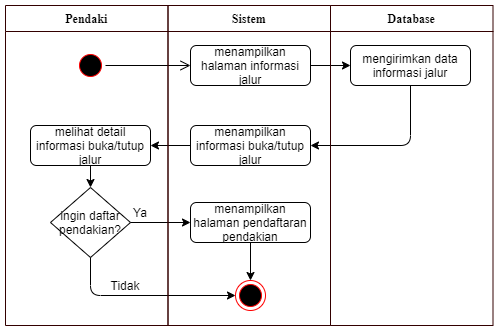 Pendaki
Sistem
Database
menampilkan
halaman informasi
jalur
mengirimkan data
informasi jalur
melihat detail
informasi buka/tutup
jalur
menampilkan
informasi buka/tutup
jalur
Ingin daftar
pendakian?
Ya
menampilkan
halaman pendaftaran
pendakian
Tidak